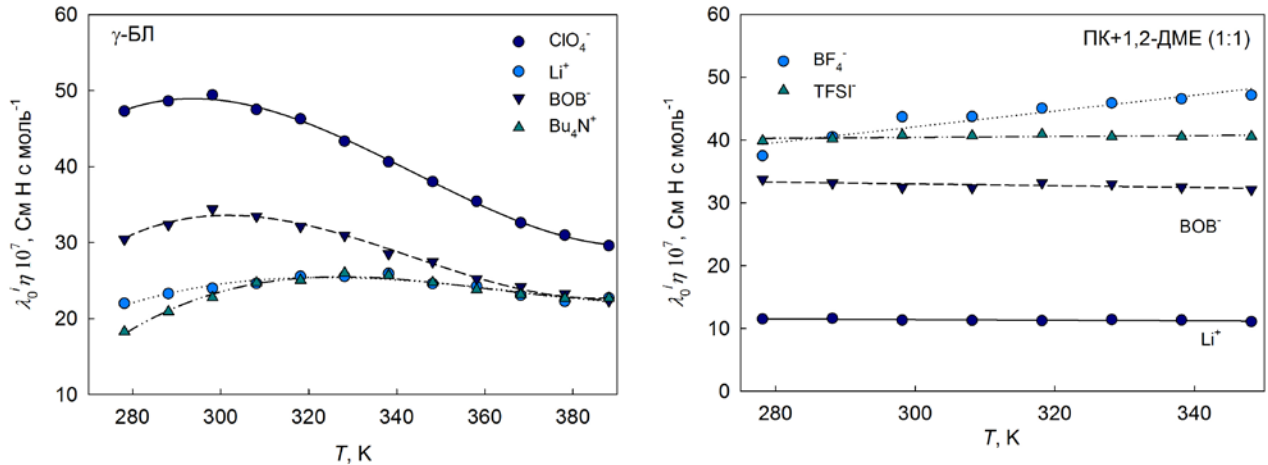 γ-БЛ
ClO₄⁻
Li⁺
BOB⁻
Bu₄N⁺
60
50
40
30
20
10
280 300 320 340 360 380
T, K
λ₀ⁱ η 10⁷, См Н с моль⁻¹
ПК+1,2-ДМЕ (1:1)
BF₄⁻
TFSI⁻
BOB⁻
Li⁺
60
50
40
30
20
10
0
280 300 320 340
T, K
λ₀ⁱ η 10⁷, См Н с моль⁻¹